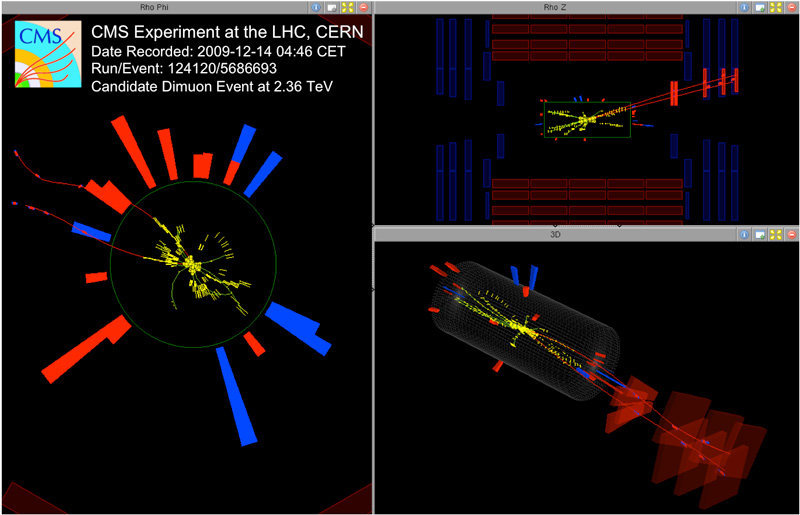 Rho Phi
CMS
CMS Experiment at the LHC, CERN
Date Recorded: 2009-12-14 04:46 CET
Run/Event: 124120/5686693
Candidate Dimuon Event at 2.36 TeV
Rho Z
3D